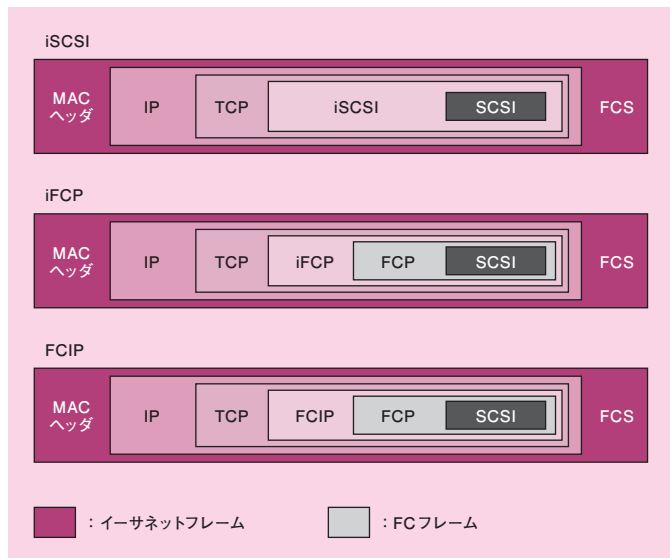 iSCSI
MAC
ヘッダ
IP
TCP
iSCSI
SCSI
FCS
iFCP
MAC
ヘッダ
IP
TCP
iFCP
FCP
SCSI
FCS
FCIP
MAC
ヘッダ
IP
TCP
FCIP
FCP
SCSI
FCS
：イーサネットフレーム
：FCフレーム